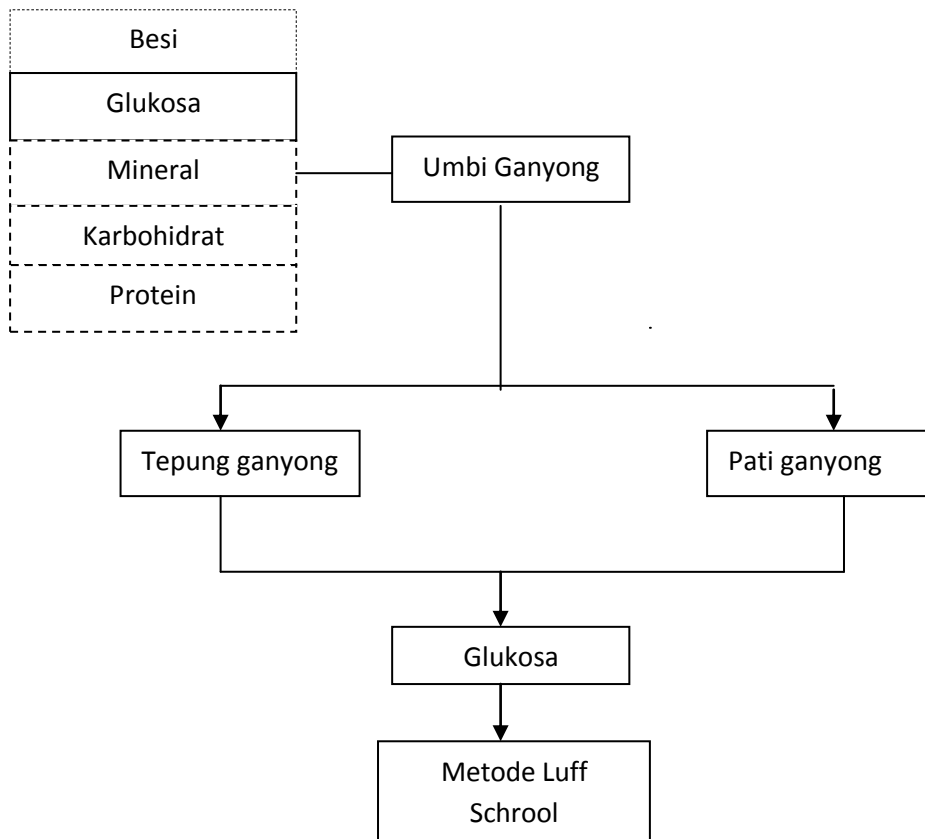 Besi
Glukosa
Mineral
Karbohidrat
Protein
Umbi Ganyong
Tepung ganyong
Pati ganyong
Glukosa
Metode Luff
Schrool